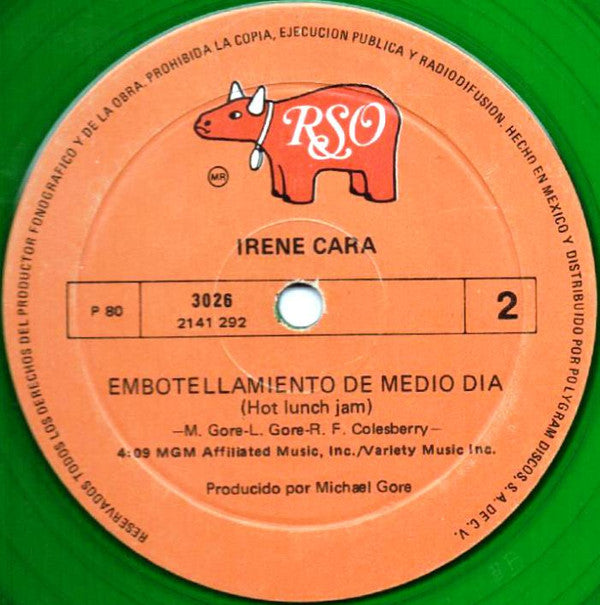 RESERVADOS TODOS LOS DERECHOS DEL PRODUCTOR FONOGRAFICO Y DE LA OBRA. PROHIBIDA LA COPIA, EJECUCION PUBLICA Y RADIODIFUSION. HECHO EN MEXICO Y DISTRIBUIDO POR POLYGRAM DISCOS, S. A. DE C. V.
RSO
MR
IRENE CARA
P 80
3026
2141 292
2
EMBOTELLAMIENTO DE MEDIO DIA
(Hot lunch jam)
—M. Gore-L. Gore-R. F. Colesberry—
4:09 MGM Affiliated Music, Inc./Variety Music Inc.
Producido por Michael Gore